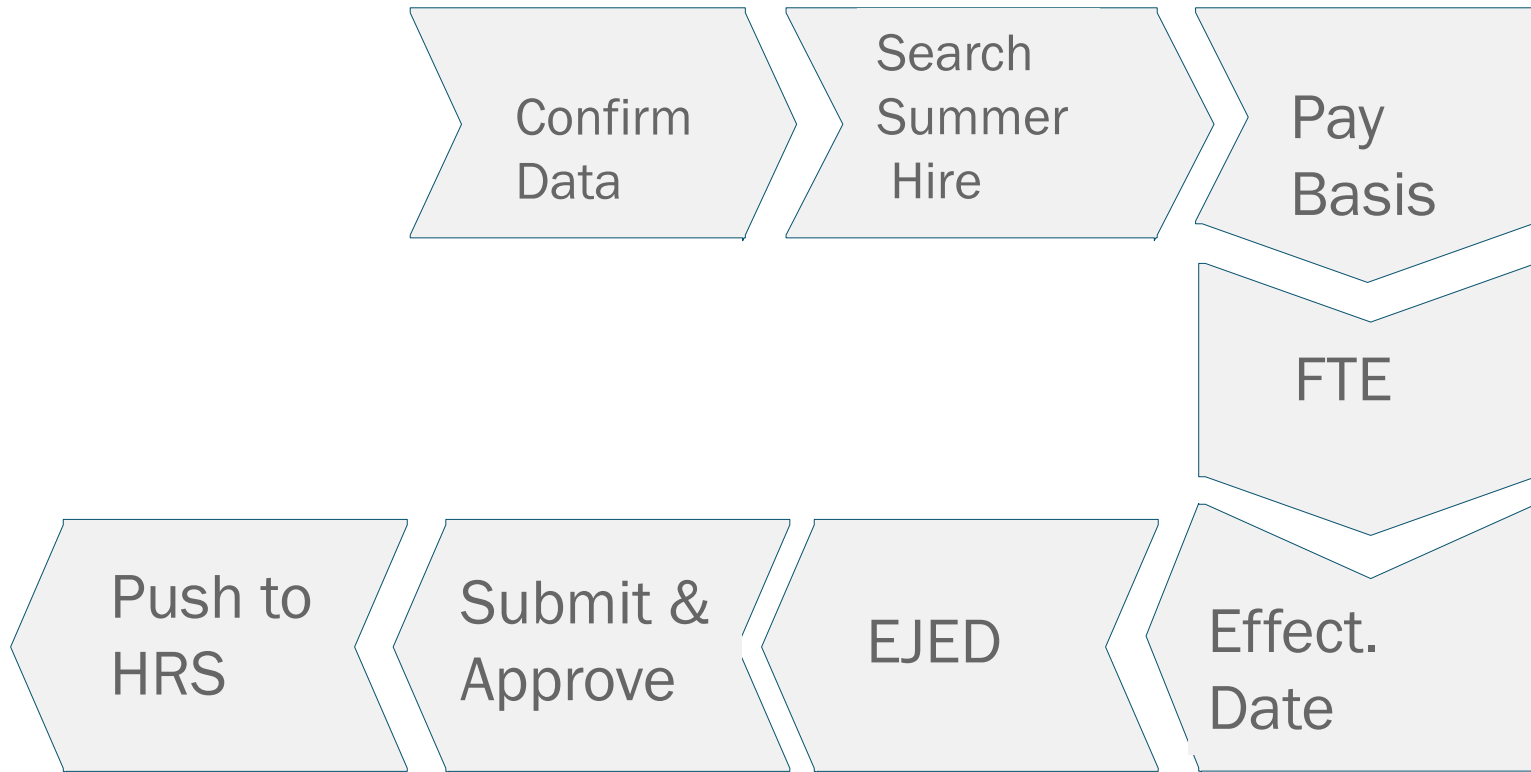 Confirm
Data
Search
Summer
Hire
Pay
Basis
FTE
Effect.
Date
EJED
Submit &
Approve
Push to
HRS